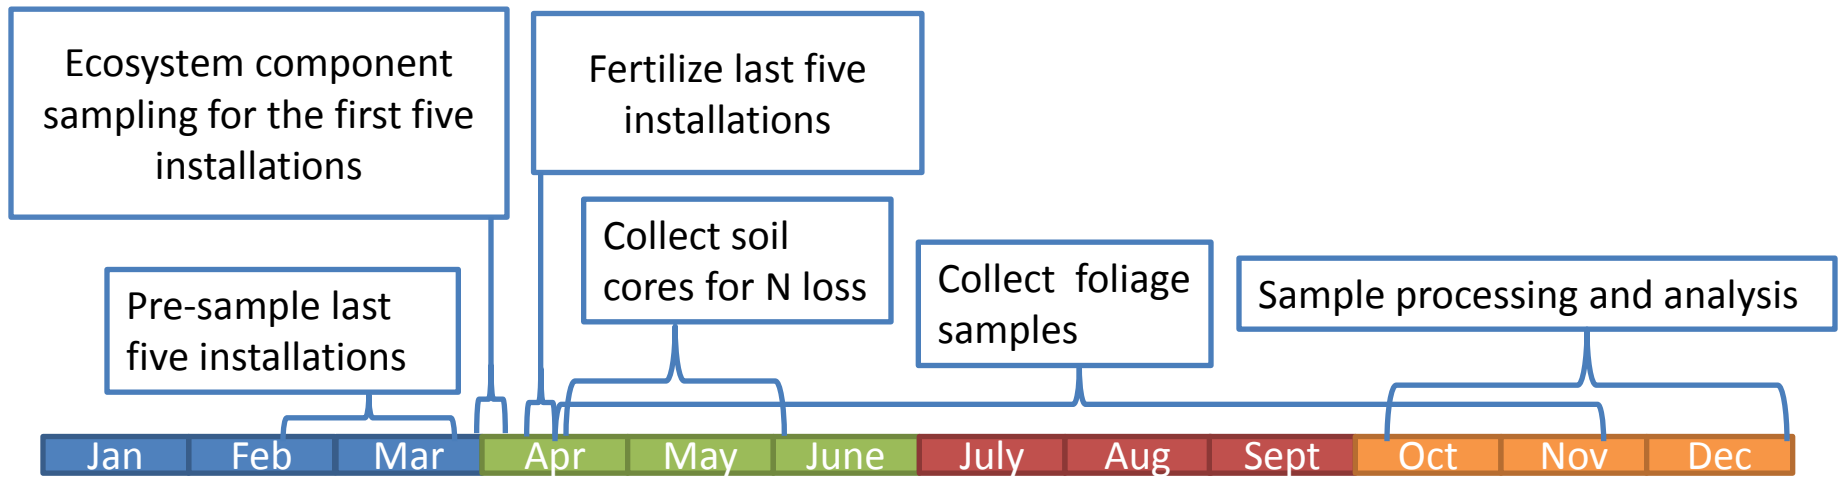 Ecosystem component
sampling for the first five
installations
Fertilize last five
installations
Pre-sample last
five installations
Collect soil
cores for N loss
Collect foliage
samples
Sample processing and analysis
Jan Feb Mar Apr May June July Aug Sept Oct Nov Dec